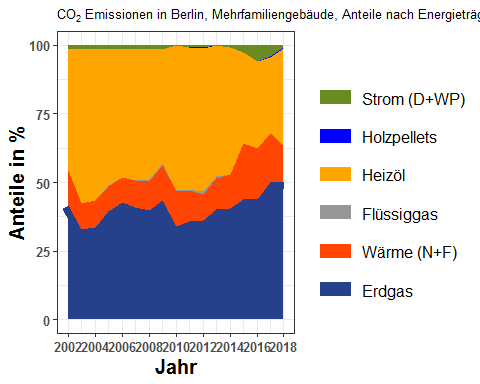 CO₂ Emissionen in Berlin, Mehrfamiliengebäude, Anteile nach Energieträg
100
75
50
25
0
Anteile in %
2002 2004 2006 2008 2010 2012 2014 2016 2018
Jahr
Strom (D+WP)
Holzpellets
Heizöl
Flüssiggas
Wärme (N+F)
Erdgas